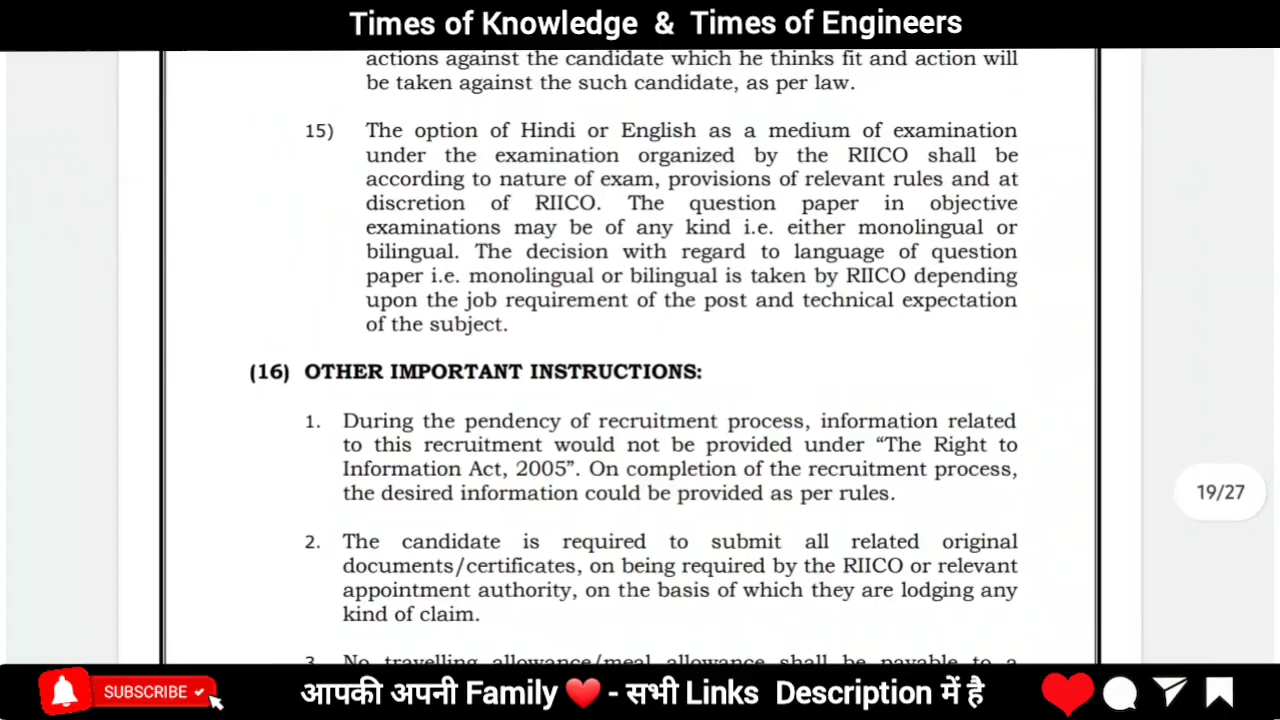 Times of Knowledge & Times of Engineers
actions against the candidate which he thinks fit and action will
be taken against the such candidate, as per law.
15) The option of Hindi or English as a medium of examination
under the examination organized by the RIICO shall be
according to nature of exam, provisions of relevant rules and at
discretion of RIICO. The question paper in objective
examinations may be of any kind i.e. either monolingual or
bilingual. The decision with regard to language of question
paper i.e. monolingual or bilingual is taken by RIICO depending
upon the job requirement of the post and technical expectation
of the subject.
(16) OTHER IMPORTANT INSTRUCTIONS:
1. During the pendency of recruitment process, information related
to this recruitment would not be provided under “The Right to
Information Act, 2005”. On completion of the recruitment process,
the desired information could be provided as per rules.
19/27
2. The candidate is required to submit all related original
documents/certificates, on being required by the RIICO or relevant
appointment authority, on the basis of which they are lodging any
kind of claim.
3. No travelling allowance/meal allowance shall be payable to a
SUBSCRIBE
आपकी अपनी Family ❤️ - सभी Links Description में है